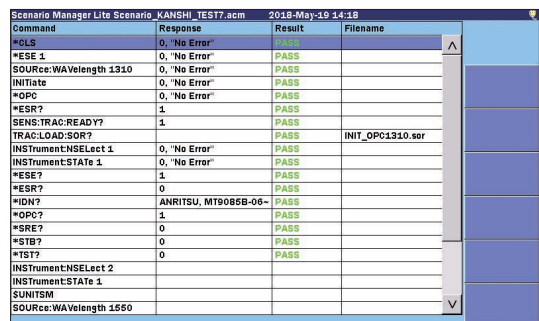 Scenario Manager Lite Scenario_KANSHI_TEST7.acm 2018-May-19 14:18
Command Response Result Filename
*CLS 0, "No Error" PASS
*ESE 1 0, "No Error" PASS
SOURce:WAVelength 1310 0, "No Error" PASS
INITiate 0, "No Error" PASS
*OPC 0, "No Error" PASS
*ESR? 1 PASS
SENS:TRAC:READY? 1 PASS
TRAC:LOAD:SOR? PASS INIT_OPC1310.sor
INSTrument:NSELect 1 0, "No Error" PASS
INSTrument:STATe 1 0, "No Error" PASS
*ESE? 1 PASS
*ESR? 0 PASS
*IDN? ANRITSU, MT9085B-06~ PASS
*OPC? 1 PASS
*SRE? 0 PASS
*STB? 0 PASS
*TST? 0 PASS
INSTrument:NSELect 2
INSTrument:STATe 1
$UNITSM
SOURce:WAVelength 1550